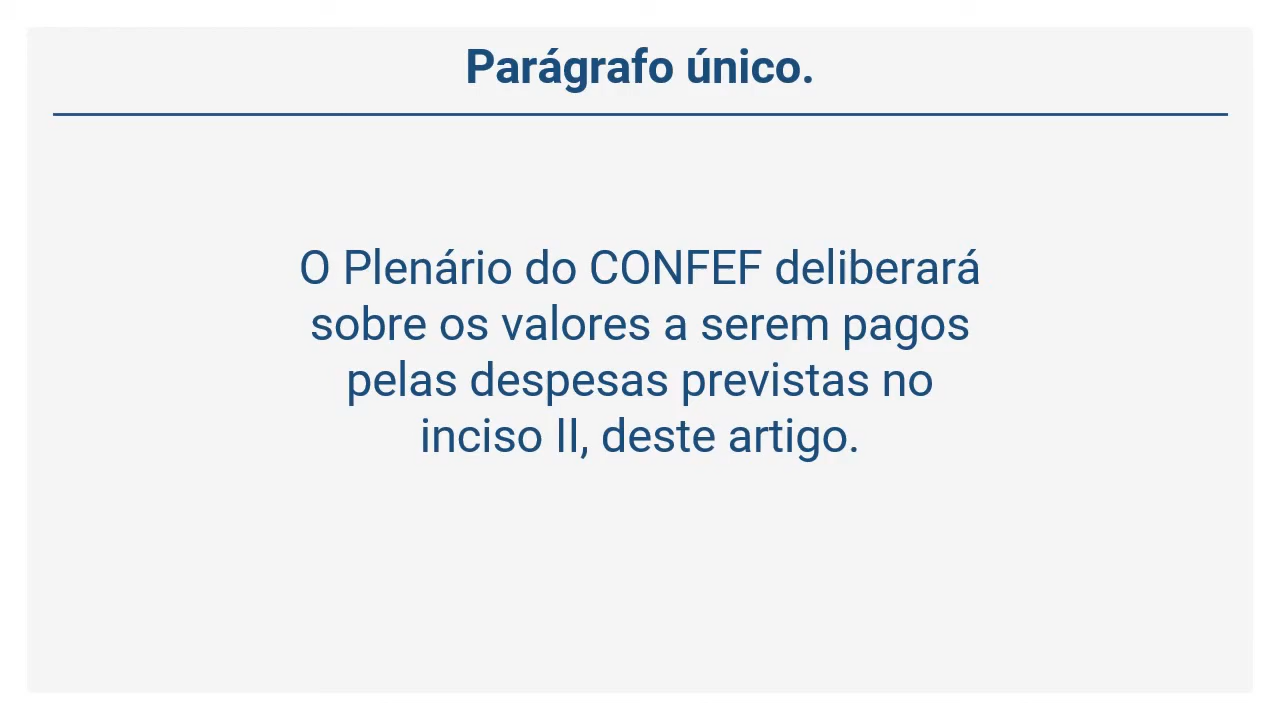 Parágrafo único.
O Plenário do CONFEF deliberará
sobre os valores a serem pagos
pelas despesas previstas no
inciso II, deste artigo.